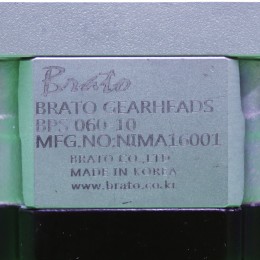 Brato
BRATO GEARHEADS
BPS 060 10
MFG.NO:NIMA16001
BRATO CO.,LTD
MADE IN KOREA
www.brato.co.kr